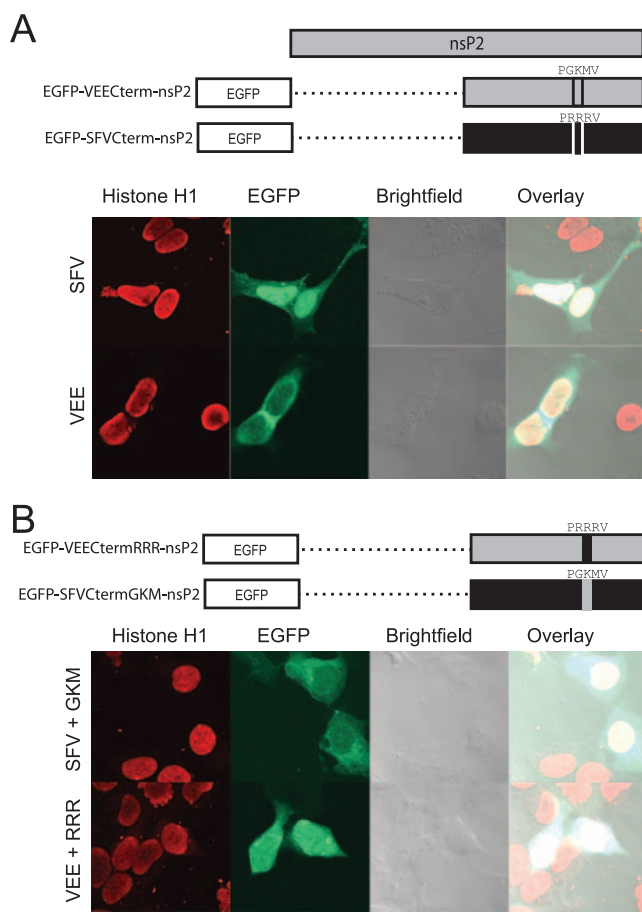 A
nsP2
PGKMV
EGFP-VEECterm-nsP2 EGFP
PRRRV
EGFP-SFVCterm-nsP2 EGFP
Histone H1 EGFP Brightfield Overlay
SFV
VEE
B
PRRRV
EGFP-VEECtermRRR-nsP2 EGFP
PGKMV
EGFP-SFVCtermGKM-nsP2 EGFP
Histone H1 EGFP Brightfield Overlay
SFV + GKM
VEE + RRR